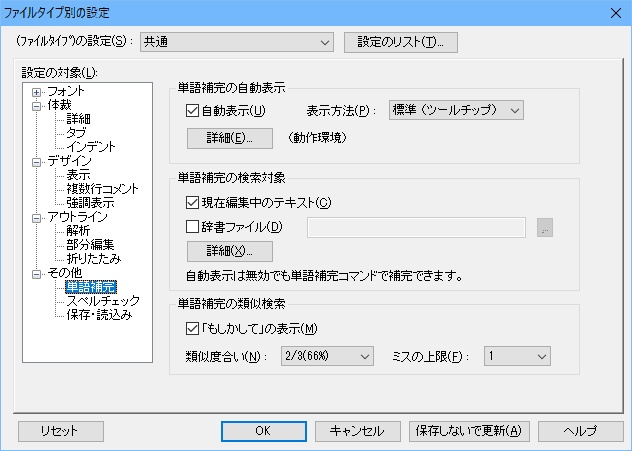 ファイルタイプ別の設定
(ﾌｧｲﾙﾀｲﾌﾟ)の設定(S)： 共通 設定のリスト(T)...
設定の対象(L):
フォント
体裁
詳細
タブ
インデント
デザイン
表示
複数行コメント
強調表示
アウトライン
解析
部分編集
折りたたみ
その他
単語補完
スペルチェック
保存・読込み
単語補完の自動表示
自動表示(U) 表示方法(P)： 標準（ツールチップ）
詳細(E)... （動作環境）
単語補完の検索対象
現在編集中のテキスト(C)
辞書ファイル(D) ...
詳細(X)...
自動表示は無効でも単語補完コマンドで補完できます。
単語補完の類似検索
「もしかして」の表示(M)
類似度合い(N)： 2/3(66%) ミスの上限(F)： 1
リセット OK キャンセル 保存しないで更新(A) ヘルプ